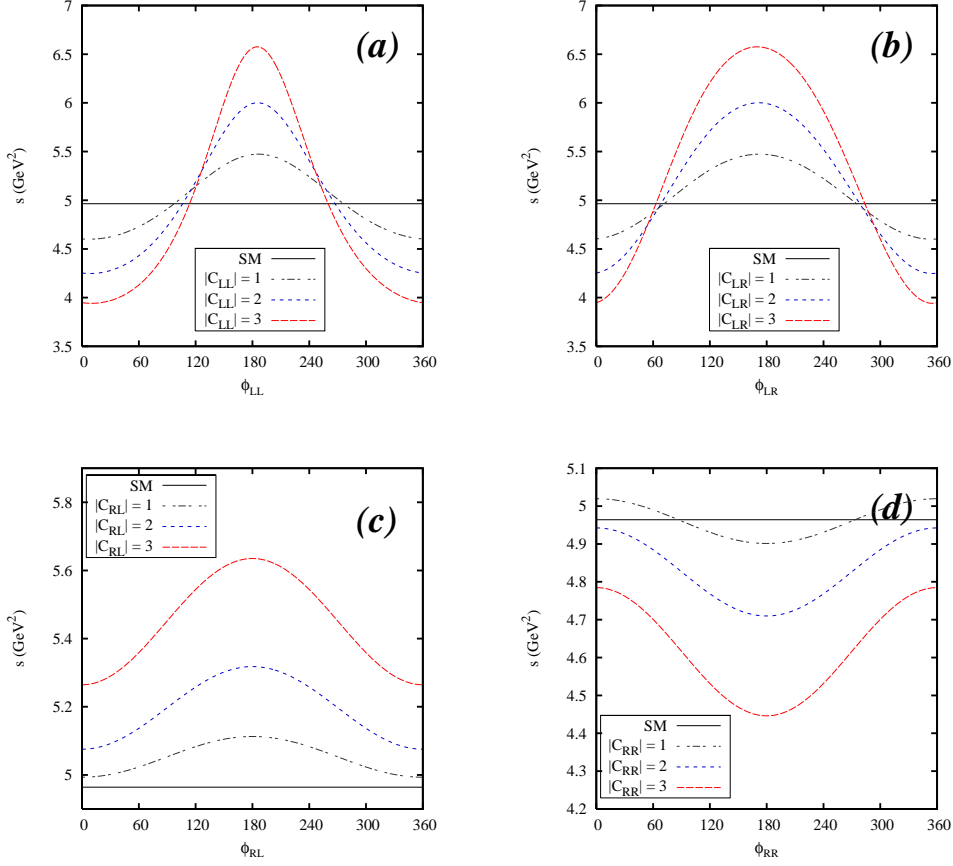 (a)
7
6.5
6
5.5
5
4.5
4
3.5
s (GeV²)
SM
|C_LL| = 1
|C_LL| = 2
|C_LL| = 3
0 60 120 180 240 300 360
ϕ_LL
(b)
7
6.5
6
5.5
5
4.5
4
3.5
s (GeV²)
SM
|C_LR| = 1
|C_LR| = 2
|C_LR| = 3
0 60 120 180 240 300 360
ϕ_LR
(c)
5.8
5.6
5.4
5.2
5
s (GeV²)
SM
|C_RL| = 1
|C_RL| = 2
|C_RL| = 3
0 60 120 180 240 300 360
ϕ_RL
(d)
5.1
5
4.9
4.8
4.7
4.6
4.5
4.4
4.3
4.2
s (GeV²)
SM
|C_RR| = 1
|C_RR| = 2
|C_RR| = 3
0 60 120 180 240 300 360
ϕ_RR